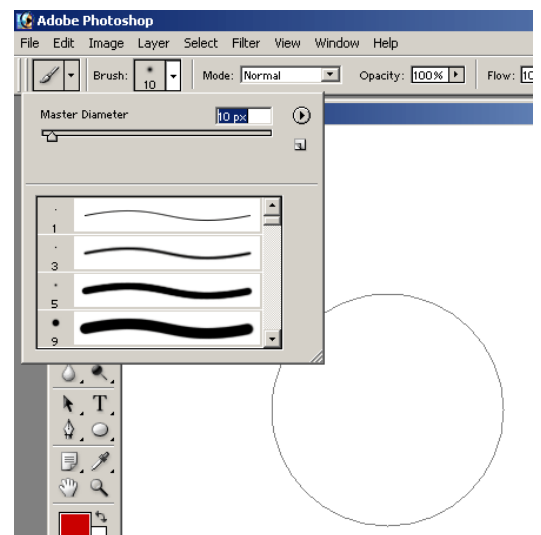 Adobe Photoshop
File Edit Image Layer Select Filter View Window Help
Brush: 10 Mode: Normal Opacity: 100% Flow:
Master Diameter 10 px
1
3
5
9
T